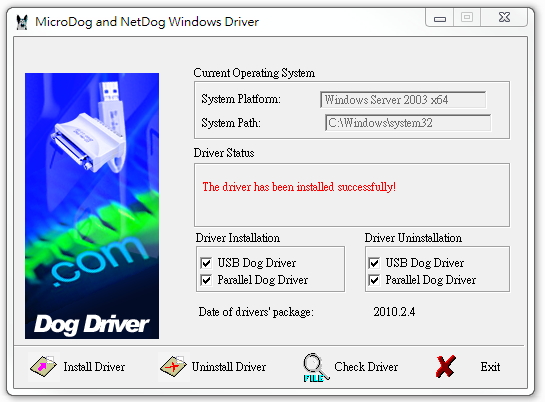 MicroDog and NetDog Windows Driver
Current Operating System
System Platform: Windows Server 2003 x64
System Path: C:\Windows\system32
Driver Status
The driver has been installed successfully!
.com
Dog Driver
Driver Installation Driver Uninstallation
USB Dog Driver USB Dog Driver
Parallel Dog Driver Parallel Dog Driver
Date of drivers' package: 2010.2.4
Install Driver Uninstall Driver FILE Check Driver Exit